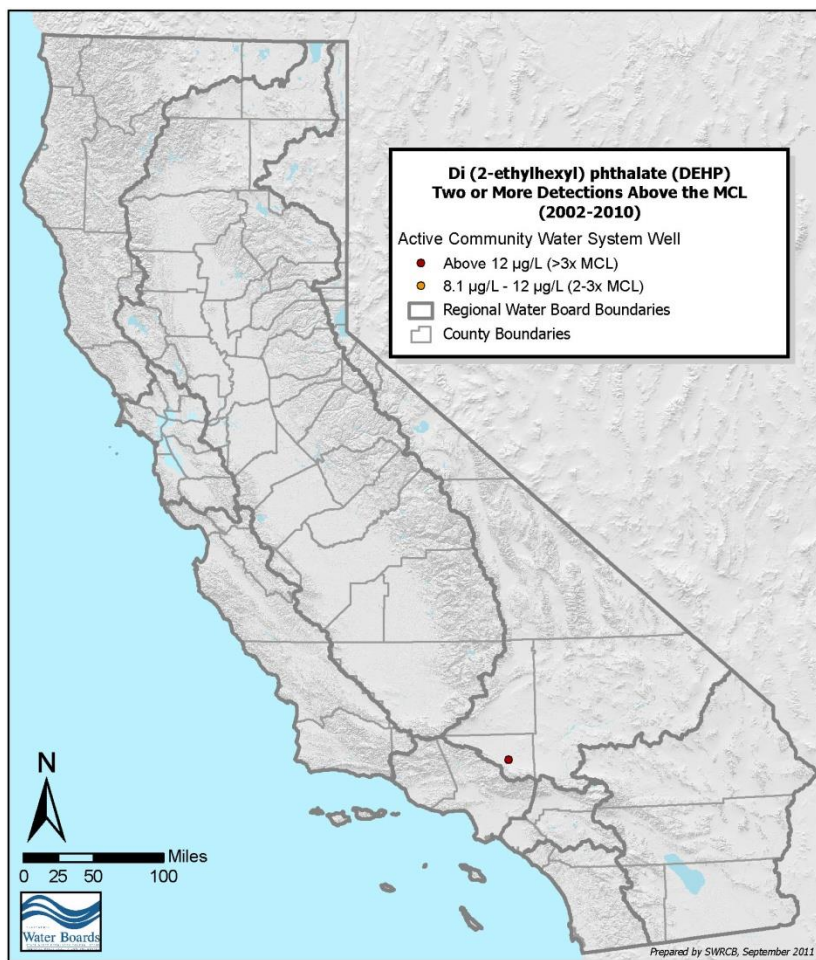 Di (2-ethylhexyl) phthalate (DEHP)
Two or More Detections Above the MCL
(2002-2010)
Active Community Water System Well
Above 12 µg/L (>3x MCL)
8.1 µg/L - 12 µg/L (2-3x MCL)
Regional Water Board Boundaries
County Boundaries
N
Miles
0 25 50 100
Water Boards
Prepared by SWRCB, September 2011